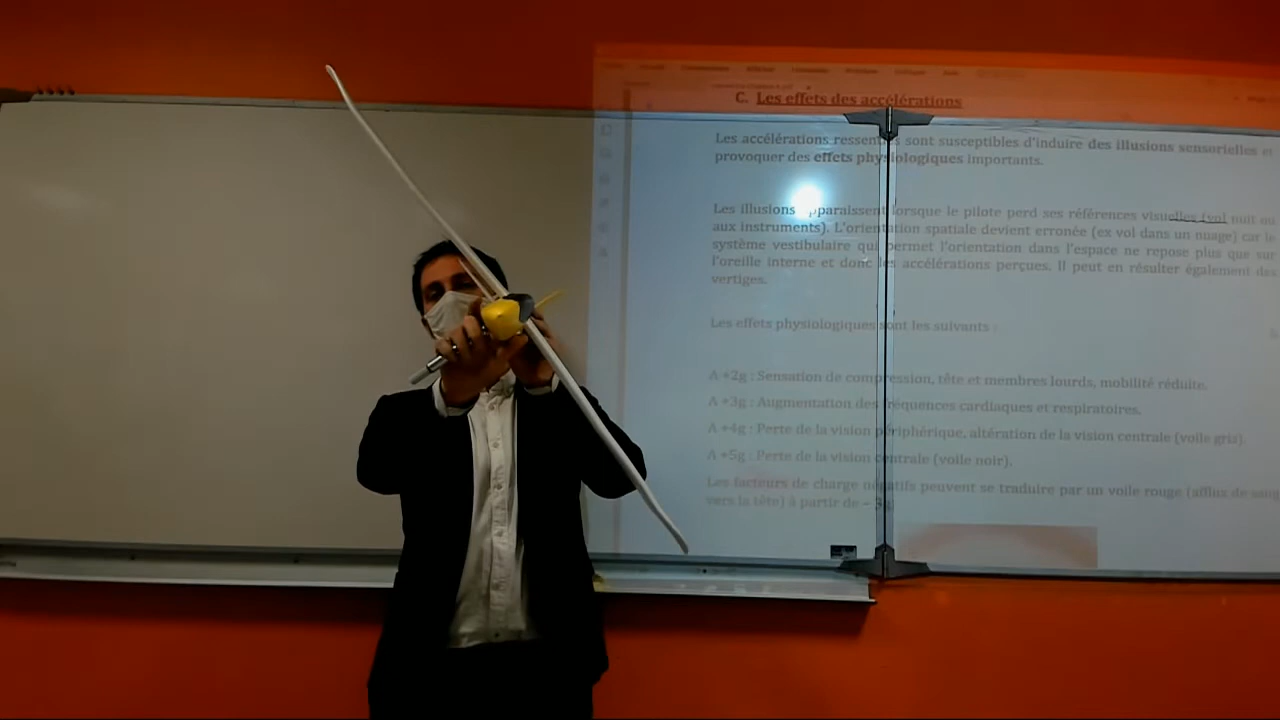 C. Les effets des accélérations
Les accélérations ressenties sont susceptibles d'induire des illusions sensorielles et
provoquer des effets physiologiques importants.
Les illusions apparaissent lorsque le pilote perd ses références visuelles (vol nuit ou
aux instruments). L'orientation spatiale devient erronée (ex vol dans un nuage) car le
système vestibulaire qui permet l'orientation dans l'espace ne repose plus que sur
l'oreille interne et donc les accélérations perçues. Il peut en résulter également des
vertiges.
Les effets physiologiques sont les suivants :
A +2g : Sensation de compression, tête et membres lourds, mobilité réduite.
A +3g : Augmentation des fréquences cardiaques et respiratoires.
A +4g : Perte de la vision périphérique, altération de la vision centrale (voile gris)
A +5g : Perte de la vision centrale (voile noir).
Les facteurs de charge négatifs peuvent se traduire par un voile rouge (afflux de sang
vers la tête) à partir de – 3g